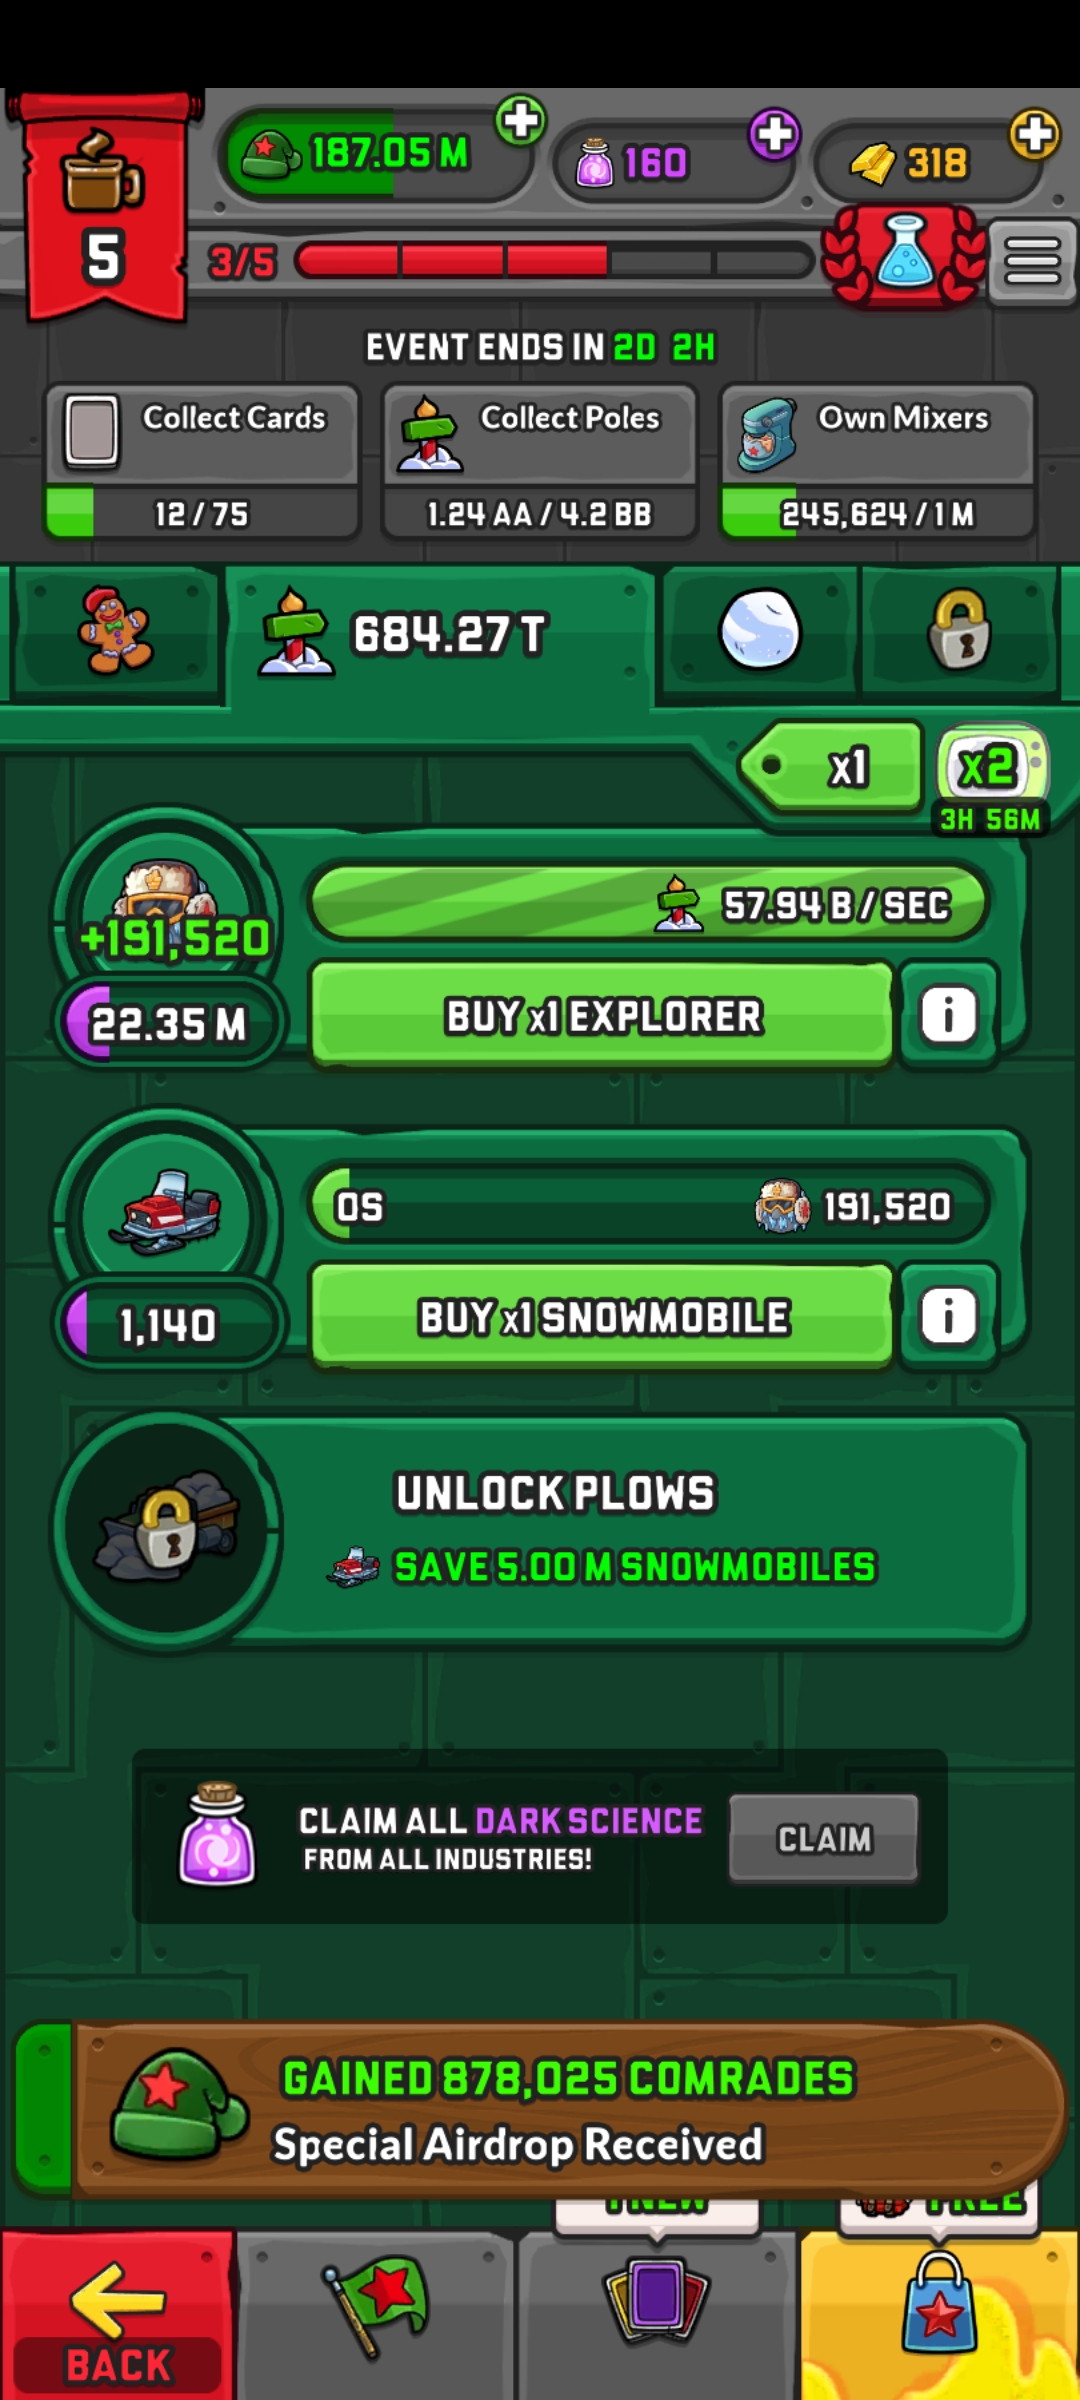 187.05 M
160
318
5
3/5
EVENT ENDS IN 2D 2H
Collect Cards
12 / 75
Collect Poles
1.24 AA / 4.2 BB
Own Mixers
245,624 / 1 M
684.27 T
x1
x2
3H 56M
+191,520
57.94 B / SEC
22.35 M
BUY x1 EXPLORER
i
0S
191,520
1,140
BUY x1 SNOWMOBILE
i
UNLOCK PLOWS
SAVE 5.00 M SNOWMOBILES
CLAIM ALL DARK SCIENCE
FROM ALL INDUSTRIES!
CLAIM
GAINED 878,025 COMRADES
Special Airdrop Received
FREE
BACK